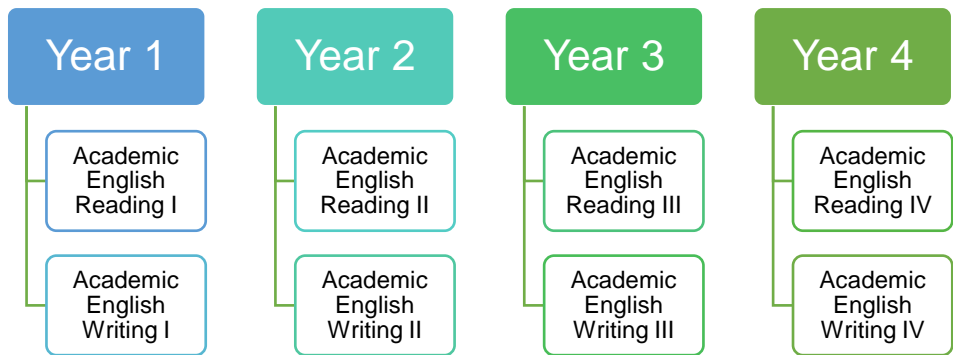 Year 1
Academic
English
Reading I
Academic
English
Writing I
Year 2
Academic
English
Reading II
Academic
English
Writing II
Year 3
Academic
English
Reading III
Academic
English
Writing III
Year 4
Academic
English
Reading IV
Academic
English
Writing IV